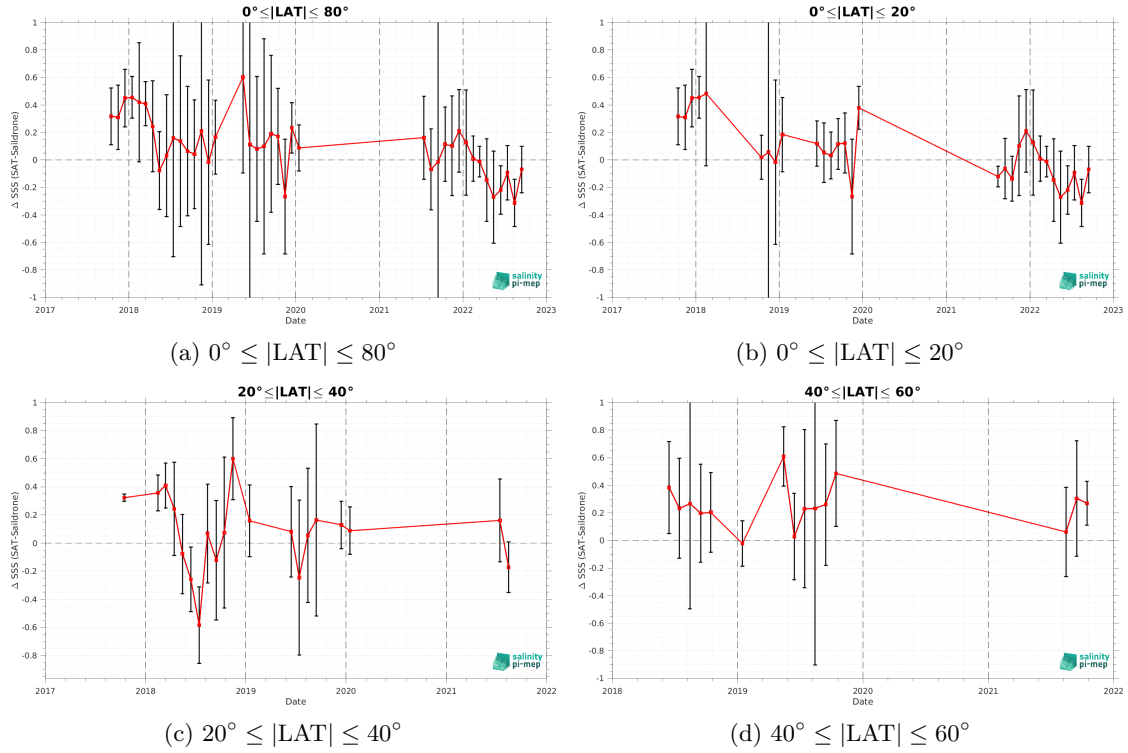 0°≤|LAT|≤ 80°
Δ SSS (SAT-Saildrone)
1
0.8
0.6
0.4
0.2
0
-0.2
-0.4
-0.6
-0.8
-1
2017 2018 2019 2020 2021 2022 2023
Date
salinity
pi-mep
(a) 0° ≤ |LAT| ≤ 80°
0°≤|LAT|≤ 20°
Δ SSS (SAT-Saildrone)
1
0.8
0.6
0.4
0.2
0
-0.2
-0.4
-0.6
-0.8
-1
2017 2018 2019 2020 2021 2022 2023
Date
salinity
pi-mep
(b) 0° ≤ |LAT| ≤ 20°
20°≤|LAT|≤ 40°
Δ SSS (SAT-Saildrone)
1
0.8
0.6
0.4
0.2
0
-0.2
-0.4
-0.6
-0.8
2017 2018 2019 2020 2021 2022
Date
salinity
pi-mep
(c) 20° ≤ |LAT| ≤ 40°
40°≤|LAT|≤ 60°
Δ SSS (SAT-Saildrone)
1
0.8
0.6
0.4
0.2
0
-0.2
-0.4
-0.6
-0.8
-1
2018 2019 2020 2021 2022
Date
salinity
pi-mep
(d) 40° ≤ |LAT| ≤ 60°